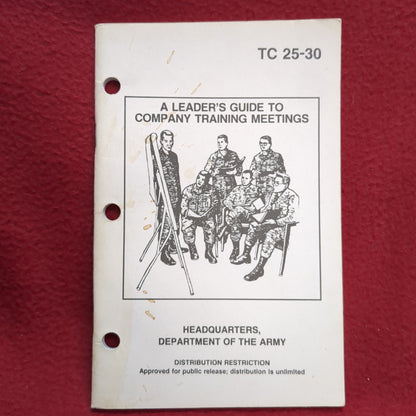 TC 25-30
A LEADER'S GUIDE TO
COMPANY TRAINING MEETINGS
HEADQUARTERS,
DEPARTMENT OF THE ARMY
DISTRIBUTION RESTRICTION
Approved for public release; distribution is unlimited